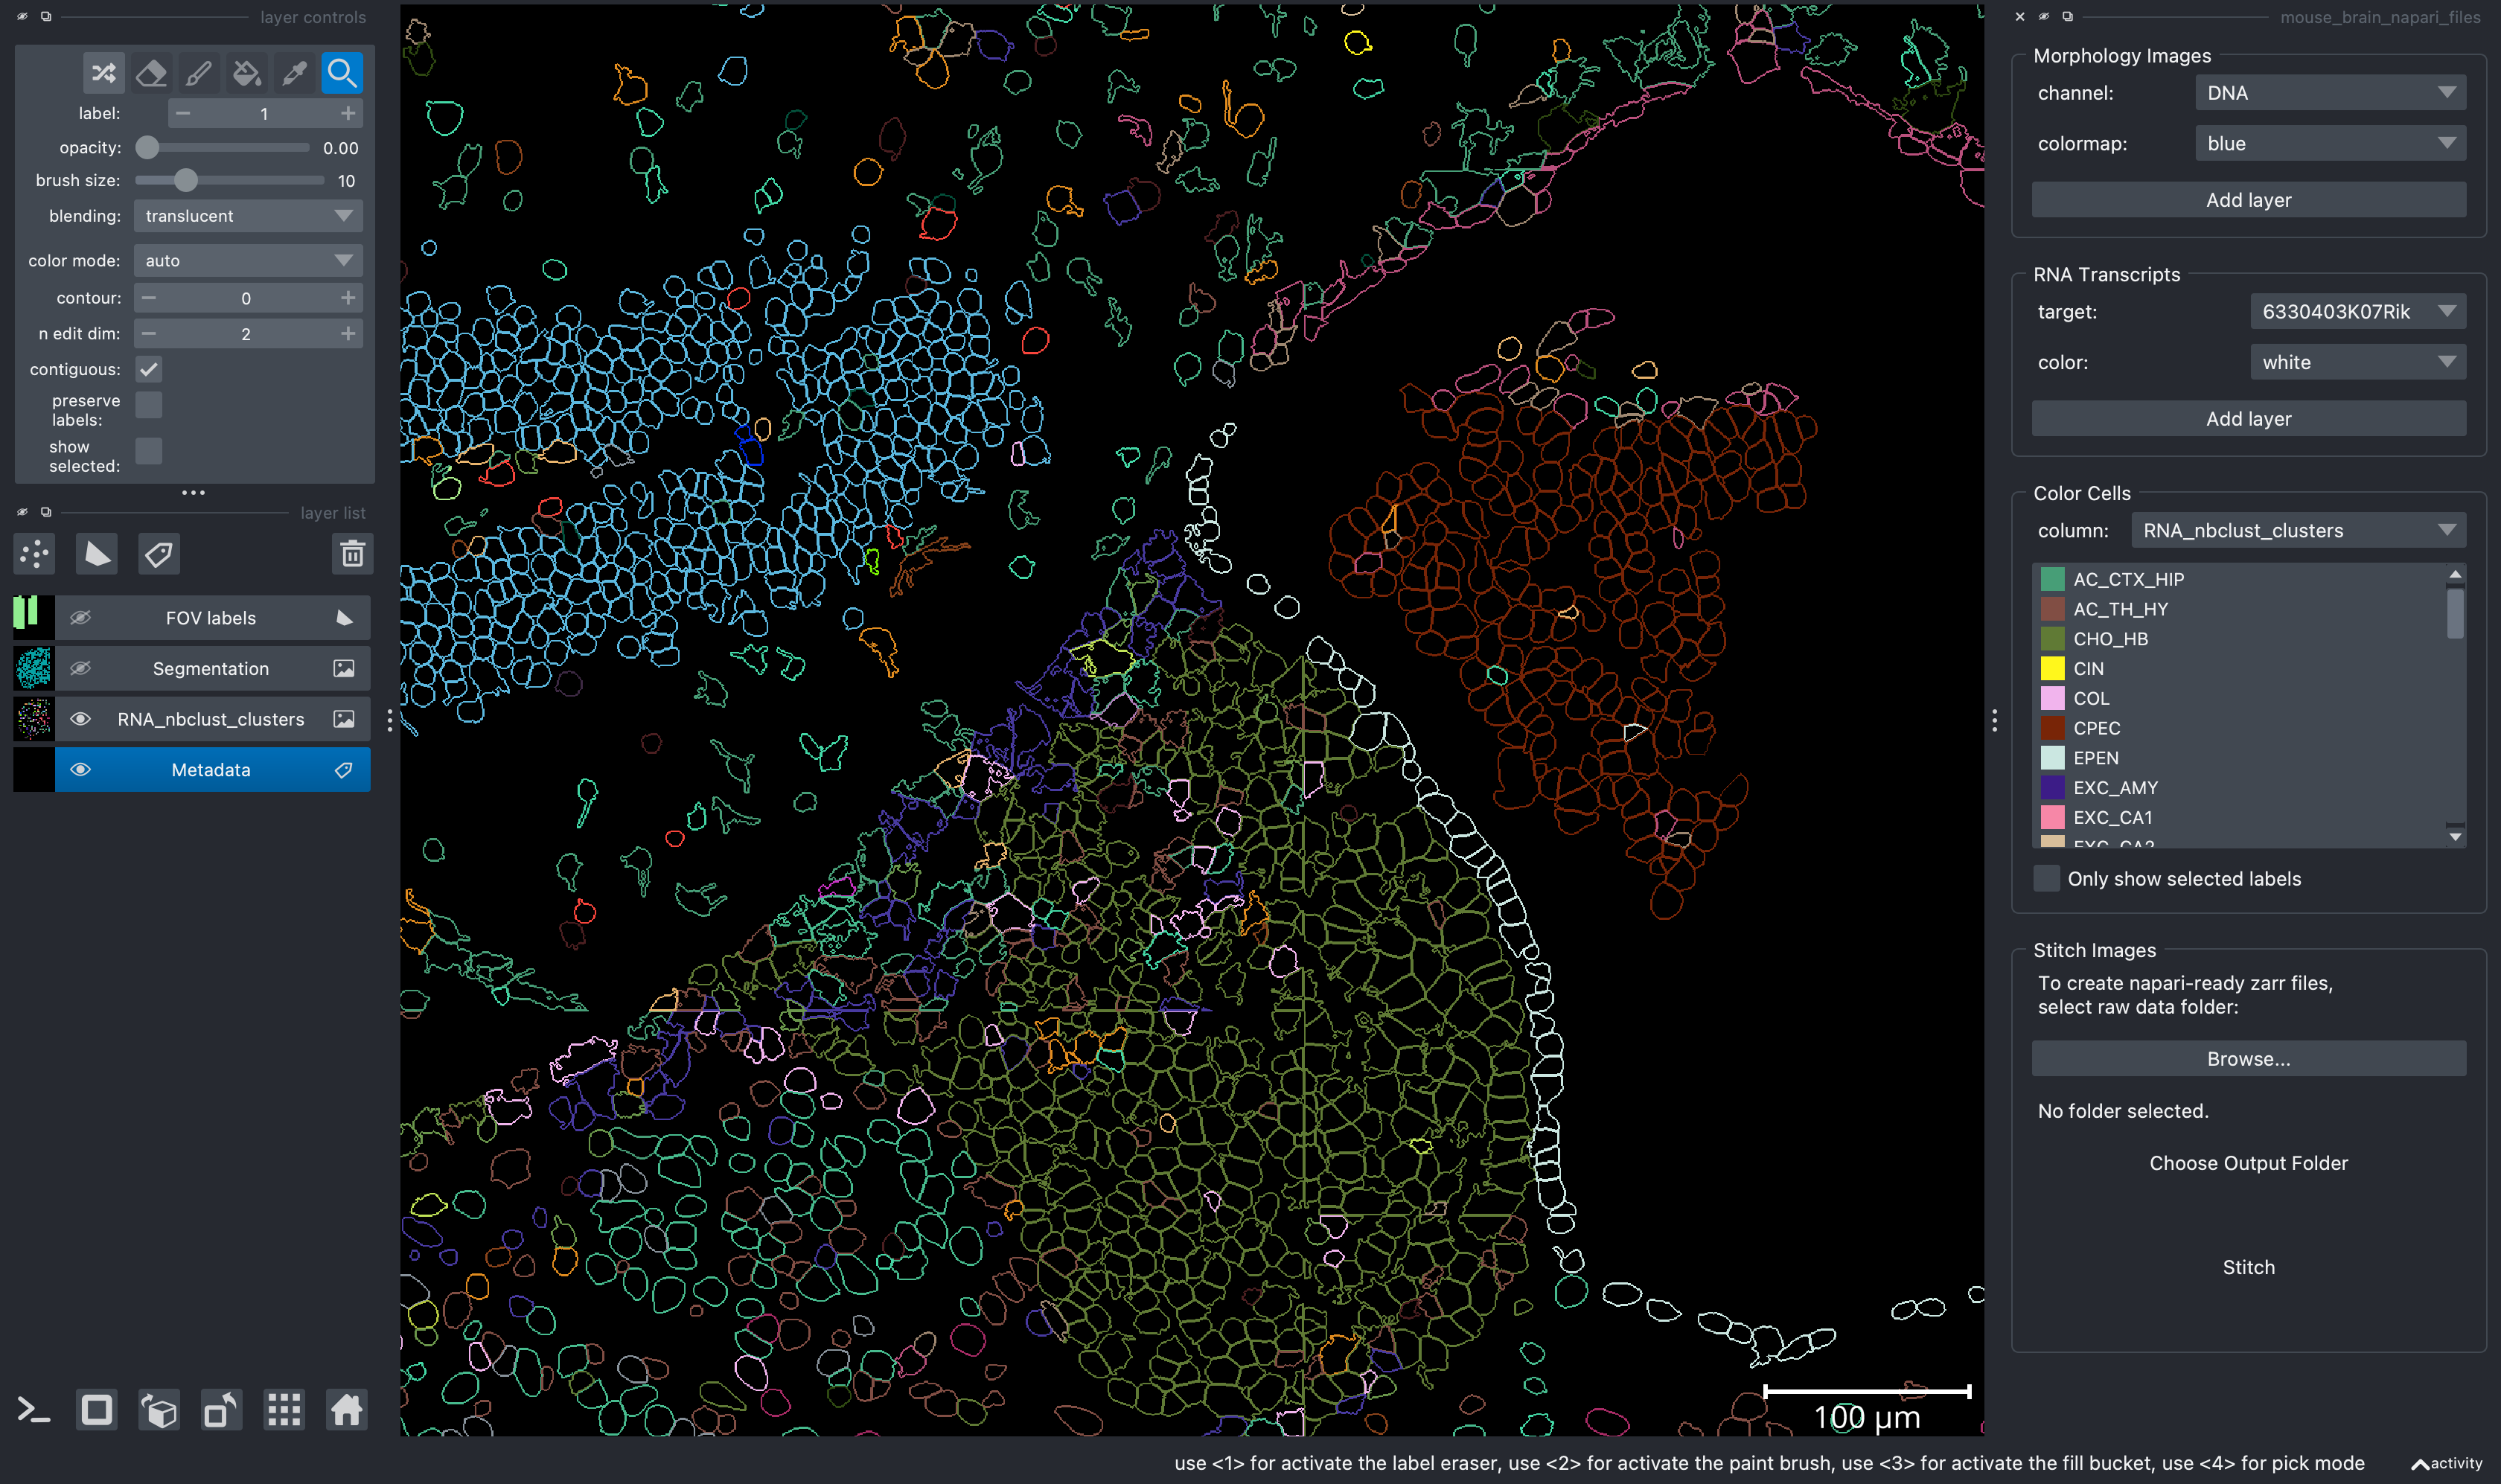 layer controls
label:
1
opacity:
0.00
brush size:
10
blending:
translucent
color mode:
auto
contour:
0
n edit dim:
2
contiguous:
preserve
labels:
show
selected:
layer list
FOV labels
Segmentation
RNA_nbclust_clusters
Metadata
100 µm
mouse_brain_napari_files
Morphology Images
channel:
DNA
colormap:
blue
Add layer
RNA Transcripts
target:
6330403K07Rik
color:
white
Add layer
Color Cells
column:
RNA_nbclust_clusters
AC_CTX_HIP
AC_TH_HY
CHO_HB
CIN
COL
CPEC
EPEN
EXC_AMY
EXC_CA1
EXC_CA2
Only show selected labels
Stitch Images
To create napari-ready zarr files,
select raw data folder:
Browse...
No folder selected.
Choose Output Folder
Stitch
use <1> for activate the label eraser, use <2> for activate the paint brush, use <3> for activate the fill bucket, use <4> for pick mode
activity